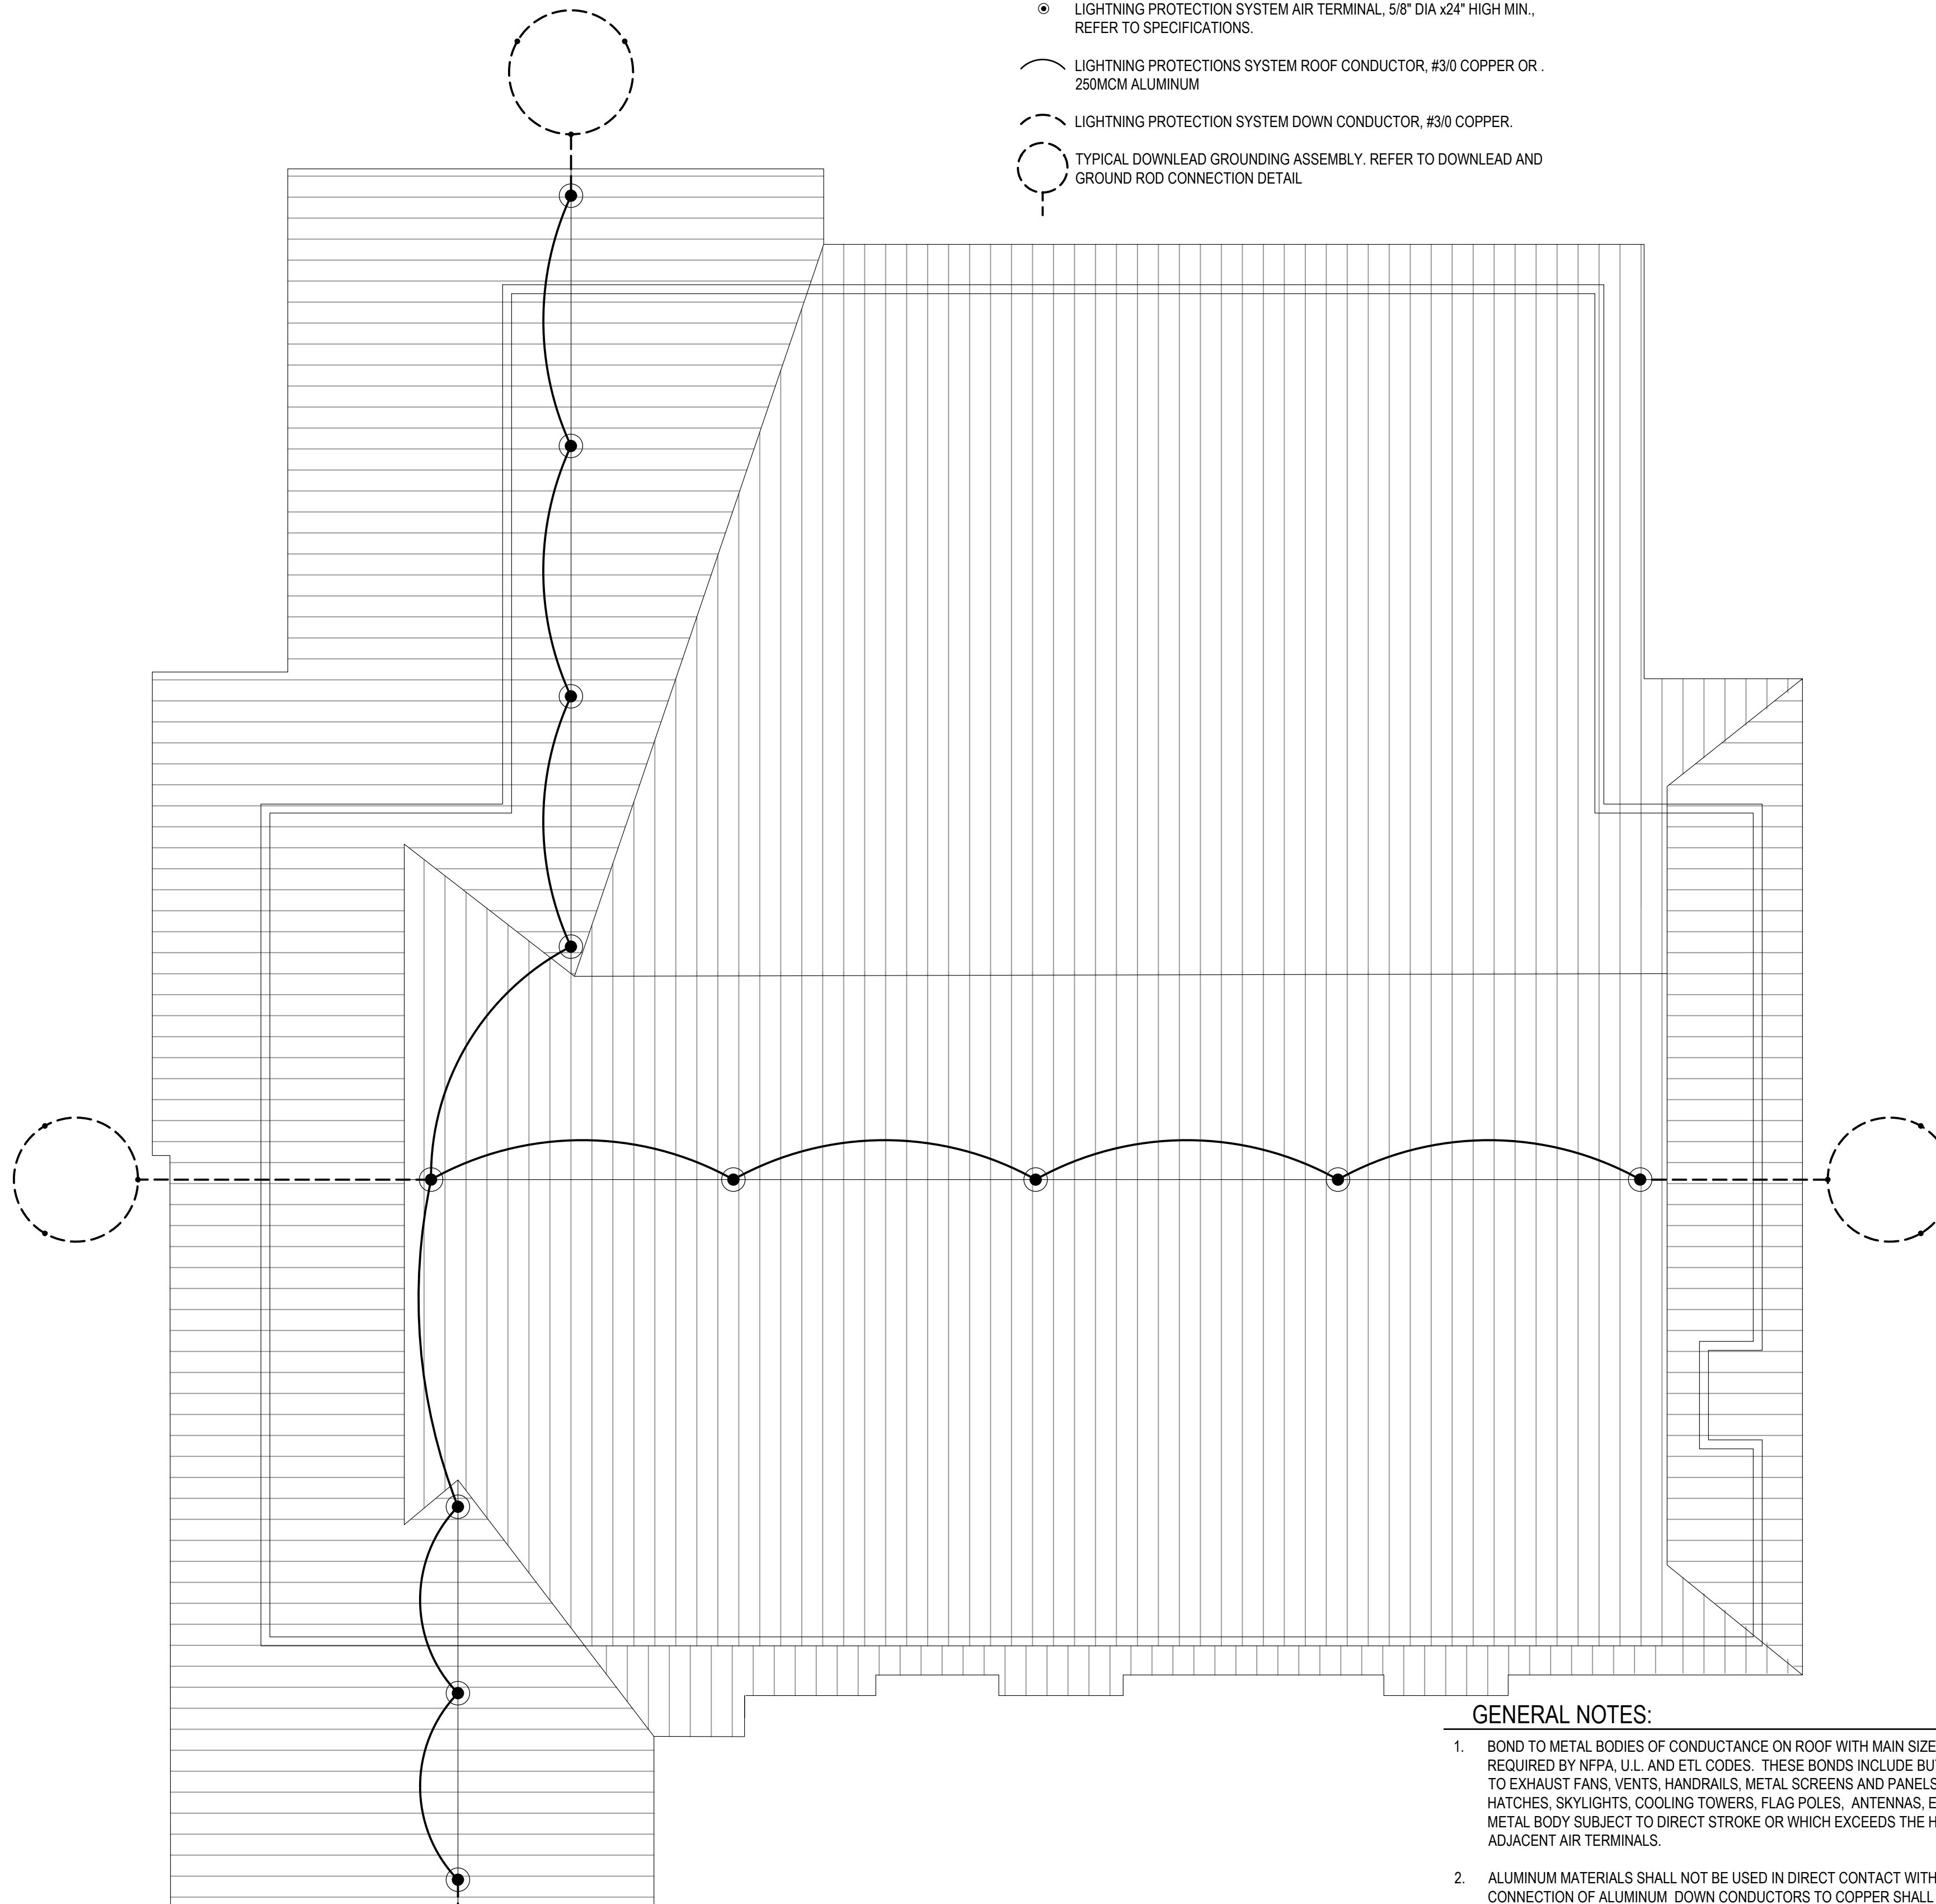 LIGHTNING PROTECTION SYSTEM AIR TERMINAL, 5/8" DIA x24" HIGH MIN.,
REFER TO SPECIFICATIONS.
LIGHTNING PROTECTIONS SYSTEM ROOF CONDUCTOR, #3/0 COPPER OR .
250MCM ALUMINUM
LIGHTNING PROTECTION SYSTEM DOWN CONDUCTOR, #3/0 COPPER.
TYPICAL DOWNLEAD GROUNDING ASSEMBLY. REFER TO DOWNLEAD AND
GROUND ROD CONNECTION DETAIL
GENERAL NOTES:
1. BOND TO METAL BODIES OF CONDUCTANCE ON ROOF WITH MAIN SIZE
REQUIRED BY NFPA, U.L. AND ETL CODES. THESE BONDS INCLUDE
TO EXHAUST FANS, VENTS, HANDRAILS, METAL SCREENS AND PANELS
HATCHES, SKYLIGHTS, COOLING TOWERS, FLAG POLES, ANTENNAS,
METAL BODY SUBJECT TO DIRECT STROKE OR WHICH EXCEEDS THE
ADJACENT AIR TERMINALS.
2. ALUMINUM MATERIALS SHALL NOT BE USED IN DIRECT CONTACT WITH
CONNECTION OF ALUMINUM DOWN CONDUCTORS TO COPPER SHALL